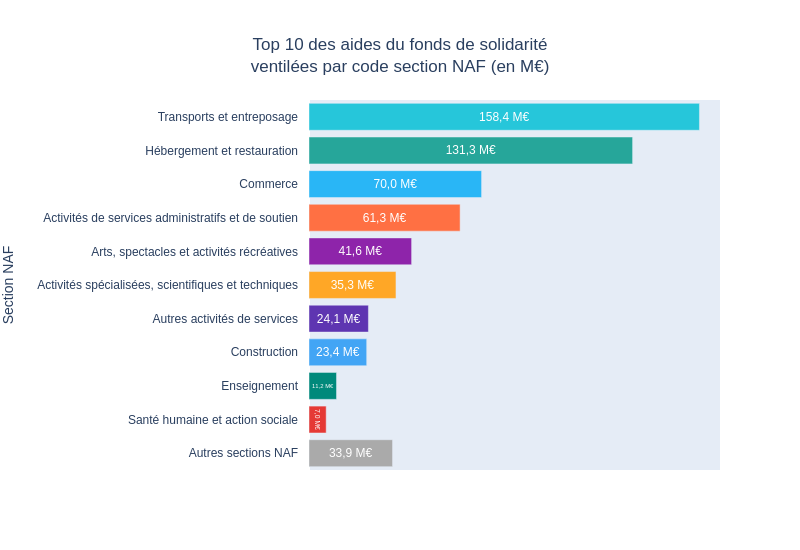 Top 10 des aides du fonds de solidarité
ventilées par code section NAF (en M€)
Section NAF
Transports et entreposage 158,4 M€
Hébergement et restauration 131,3 M€
Commerce 70,0 M€
Activités de services administratifs et de soutien 61,3 M€
Arts, spectacles et activités récréatives 41,6 M€
Activités spécialisées, scientifiques et techniques 35,3 M€
Autres activités de services 24,1 M€
Construction 23,4 M€
Enseignement 11,2 M€
Santé humaine et action sociale 7,0 M€
Autres sections NAF 33,9 M€